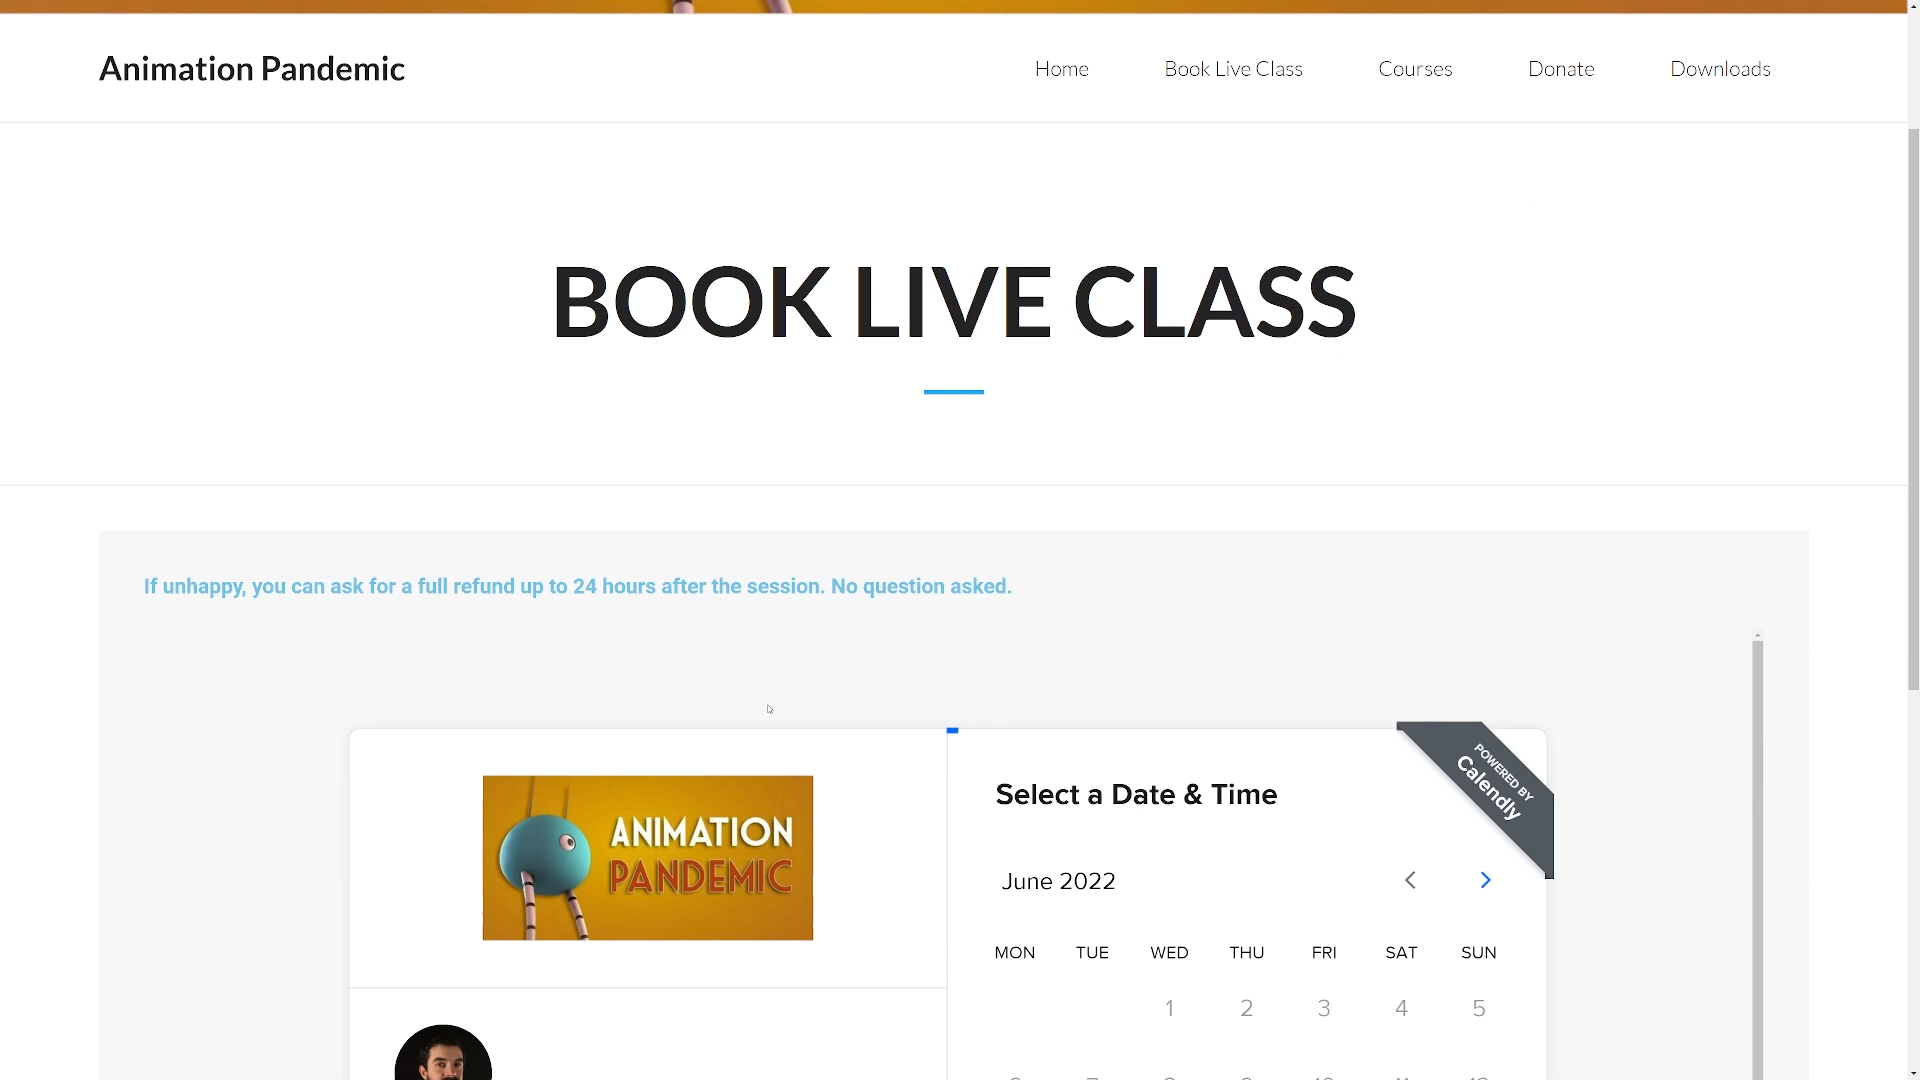 Animation Pandemic
Home
Book Live Class
Courses
Donate
Downloads
BOOK LIVE CLASS
If unhappy, you can ask for a full refund up to 24 hours after the session. No question asked.
ANIMATION
PANDEMIC
Select a Date & Time
POWERED BY
Calendly
June 2022
MON TUE WED THU FRI SAT SUN
1 2 3 4 5